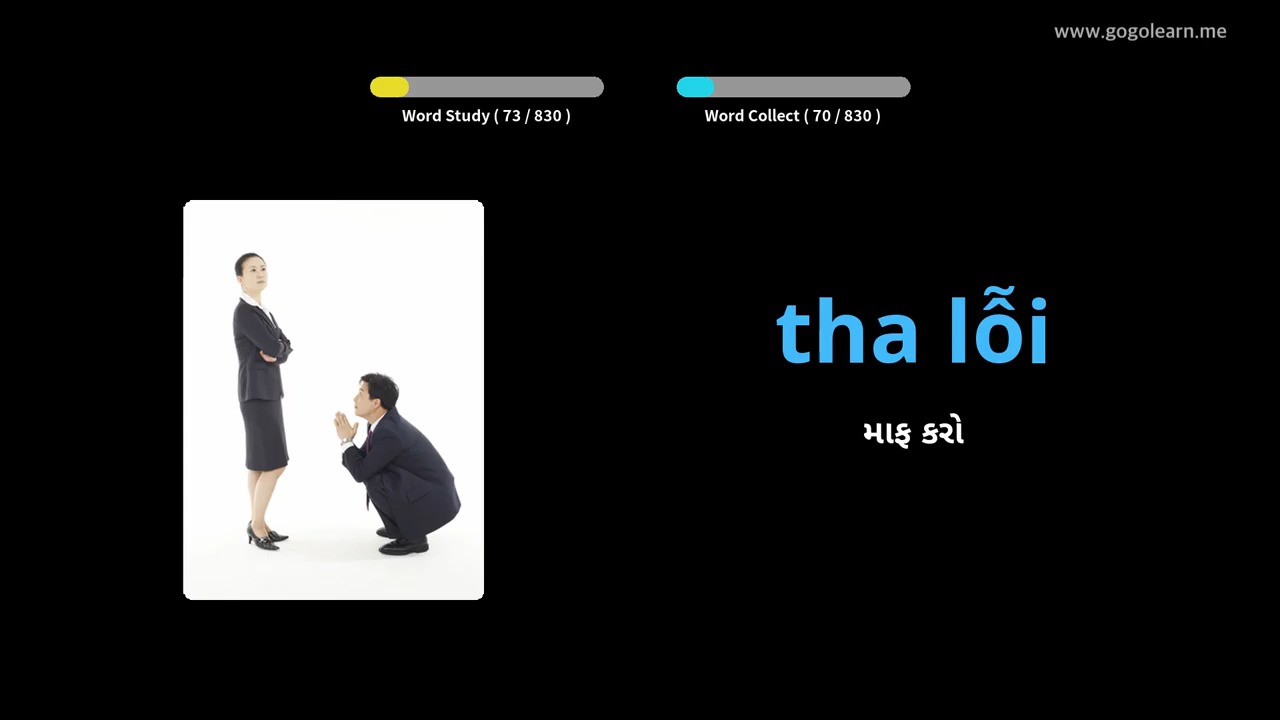 www.gogolearn.me
Word Study ( 73 / 830 )
Word Collect ( 70 / 830 )
tha lỗi
માફ કરો